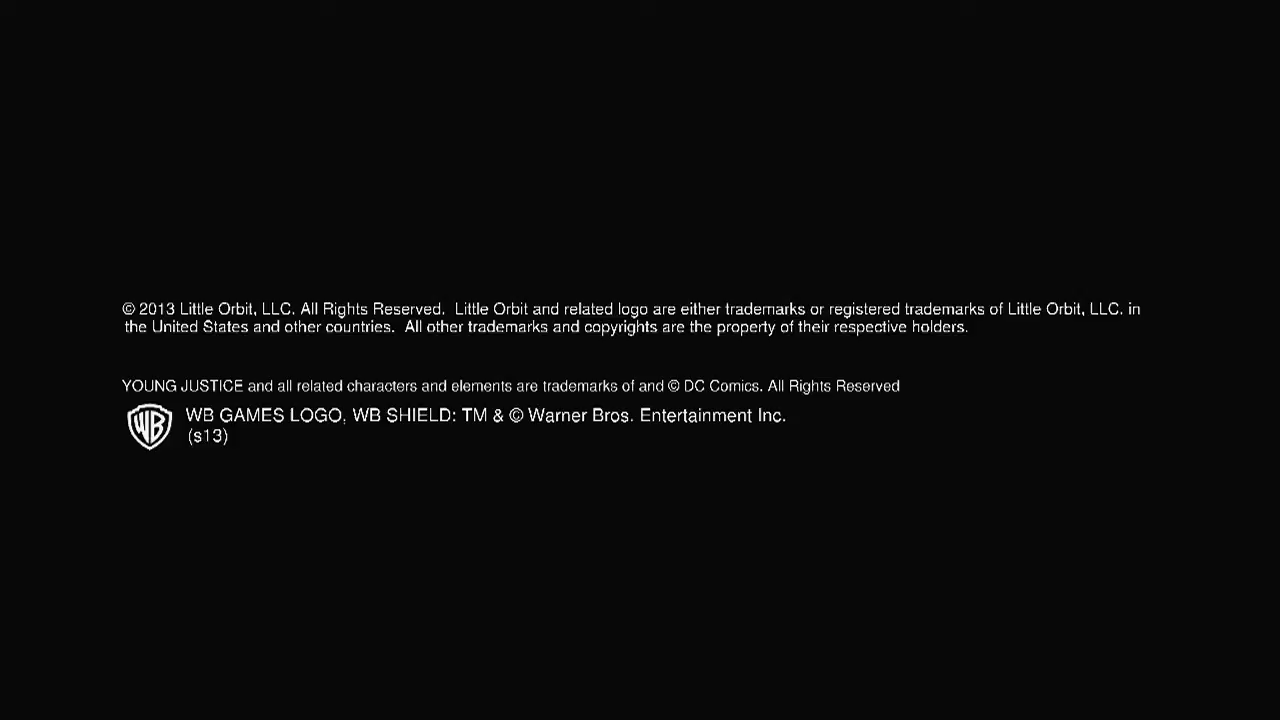 © 2013 Little Orbit, LLC. All Rights Reserved.  Little Orbit and related logo are either trademarks or registered trademarks of Little Orbit, LLC. in
the United States and other countries.  All other trademarks and copyrights are the property of their respective holders.
YOUNG JUSTICE and all related characters and elements are trademarks of and © DC Comics. All Rights Reserved
WB
WB GAMES LOGO, WB SHIELD: TM & © Warner Bros. Entertainment Inc.
(s13)